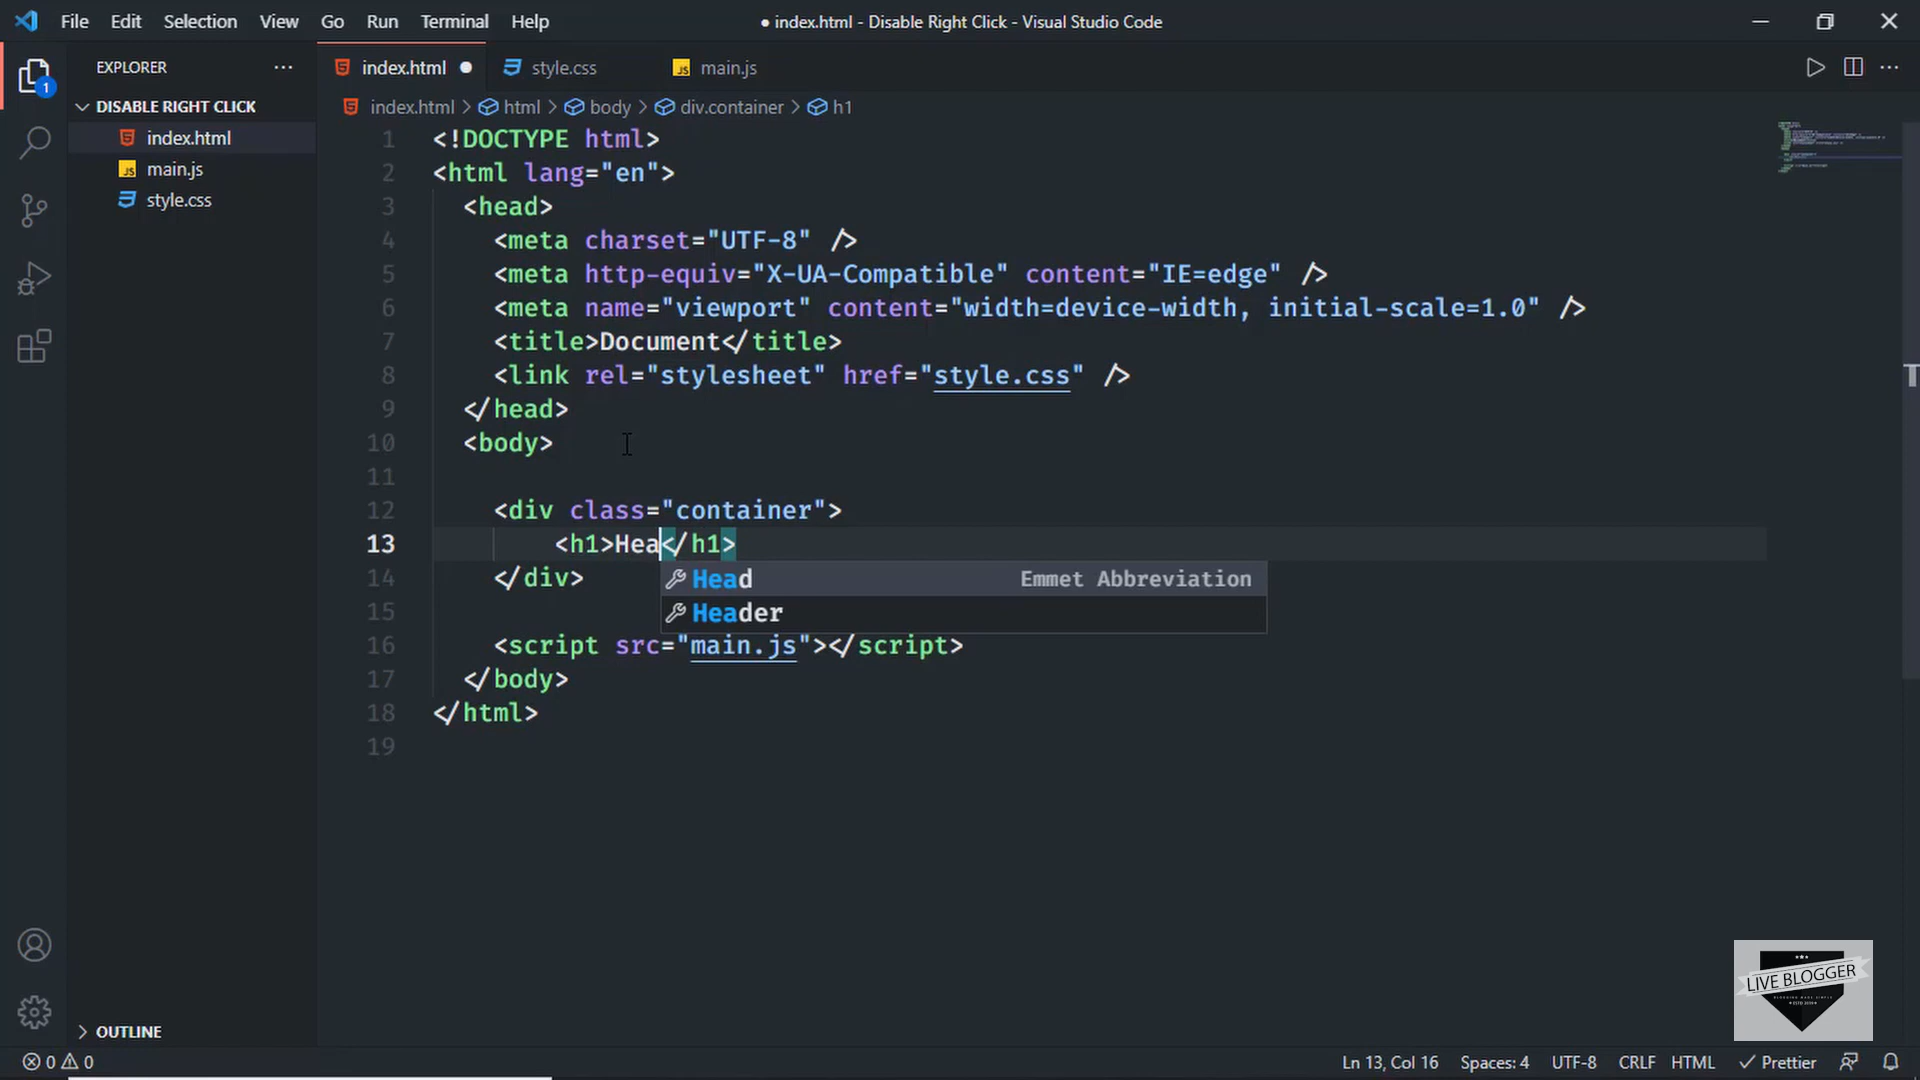 File Edit Selection View Go Run Terminal Help
● index.html - Disable Right Click - Visual Studio Code
EXPLORER
index.html
style.css
main.js
DISABLE RIGHT CLICK
index.html
main.js
style.css
index.html > html > body > div.container > h1
1 <!DOCTYPE html>
2 <html lang="en">
3 <head>
4 <meta charset="UTF-8" />
5 <meta http-equiv="X-UA-Compatible" content="IE=edge" />
6 <meta name="viewport" content="width=device-width, initial-scale=1.0" />
7 <title>Document</title>
8 <link rel="stylesheet" href="style.css" />
9 </head>
10 <body>
11
12 <div class="container">
13 <h1>Hea</h1>
14 </div>
Head Emmet Abbreviation
Header
15
16 <script src="main.js"></script>
17 </body>
18 </html>
19
1
T
LIVE BLOGGER
OUTLINE
0 0
Ln 13, Col 16 Spaces: 4 UTF-8 CRLF HTML Prettier